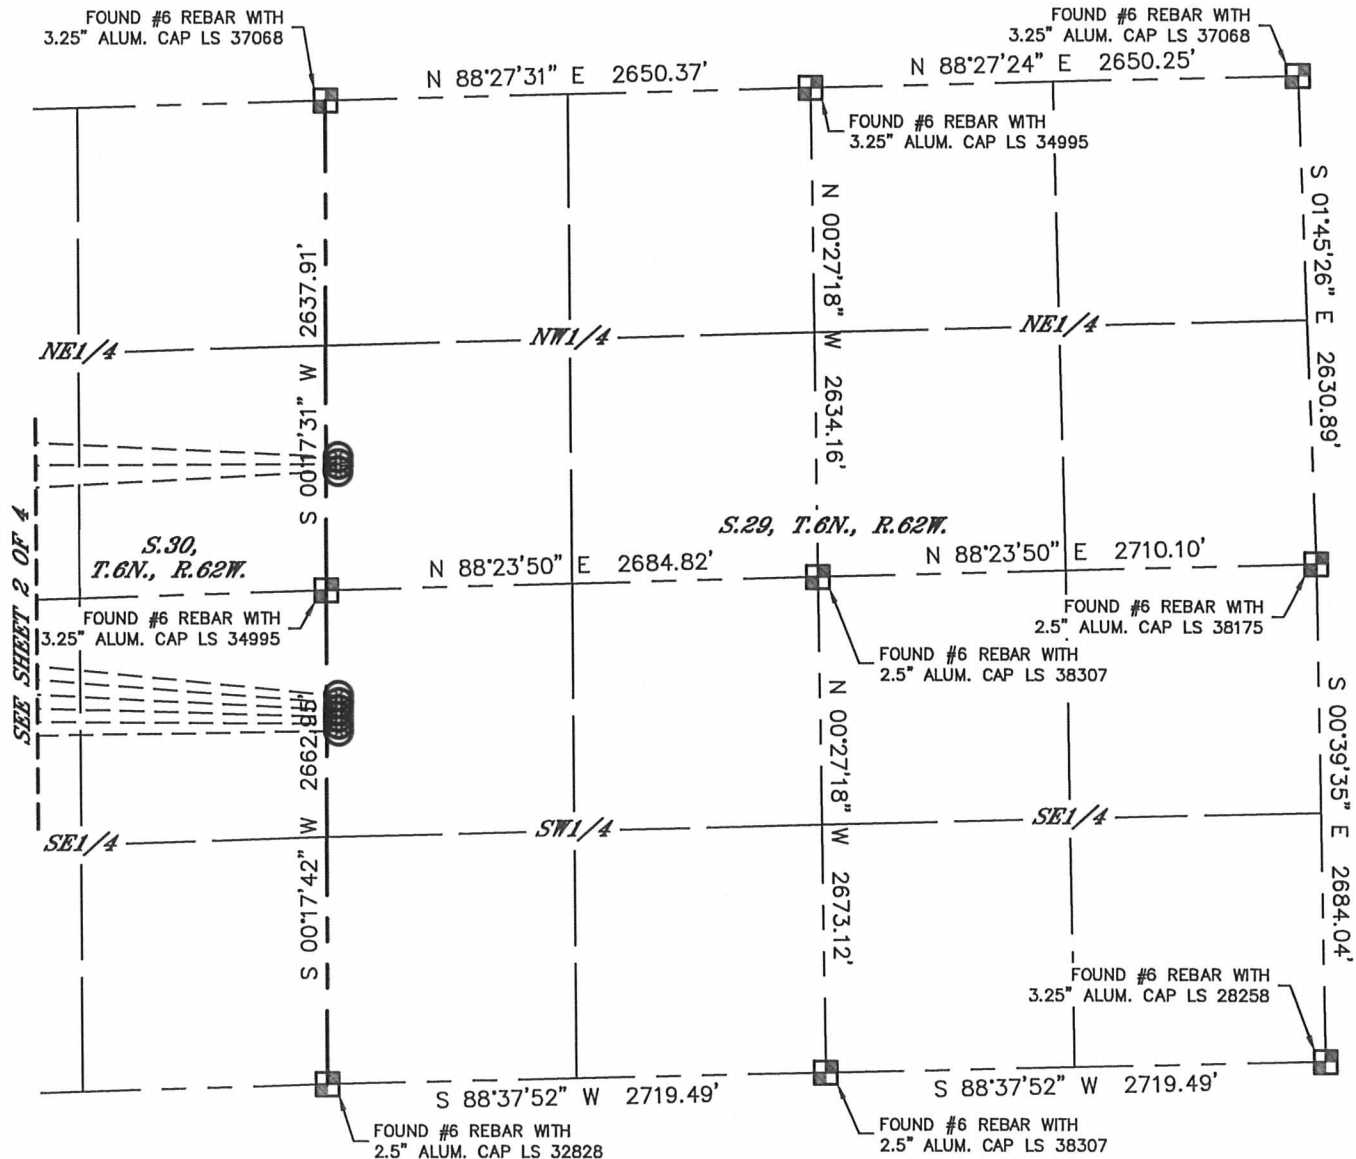 FOUND #6 REBAR WITH
3.25" ALUM. CAP LS 37068
FOUND #6 REBAR WITH
3.25" ALUM. CAP LS 37068
N 88°27'31" E 2650.37'
N 88°27'24" E 2650.25'
FOUND #6 REBAR WITH
3.25" ALUM. CAP LS 34995
S 00°17'31" W 2637.91'
N 00°27'18" W 2634.16'
S 01°45'26" E 2630.89'
NE1/4
NW1/4
NE1/4
SEE SHEET 2 OF 4
S.30,
T.6N., R.62W.
S.29, T.6N., R.62W.
N 88°23'50" E 2684.82'
N 88°23'50" E 2710.10'
FOUND #6 REBAR WITH
3.25" ALUM. CAP LS 34995
FOUND #6 REBAR WITH
2.5" ALUM. CAP LS 38175
FOUND #6 REBAR WITH
2.5" ALUM. CAP LS 38307
S 00°17'42" W 2662.95'
N 00°27'18" W 2673.12'
S 00°39'35" E 2684.04'
SE1/4
SW1/4
SE1/4
FOUND #6 REBAR WITH
3.25" ALUM. CAP LS 28258
S 88°37'52" W 2719.49'
S 88°37'52" W 2719.49'
FOUND #6 REBAR WITH
2.5" ALUM. CAP LS 32828
FOUND #6 REBAR WITH
2.5" ALUM. CAP LS 38307